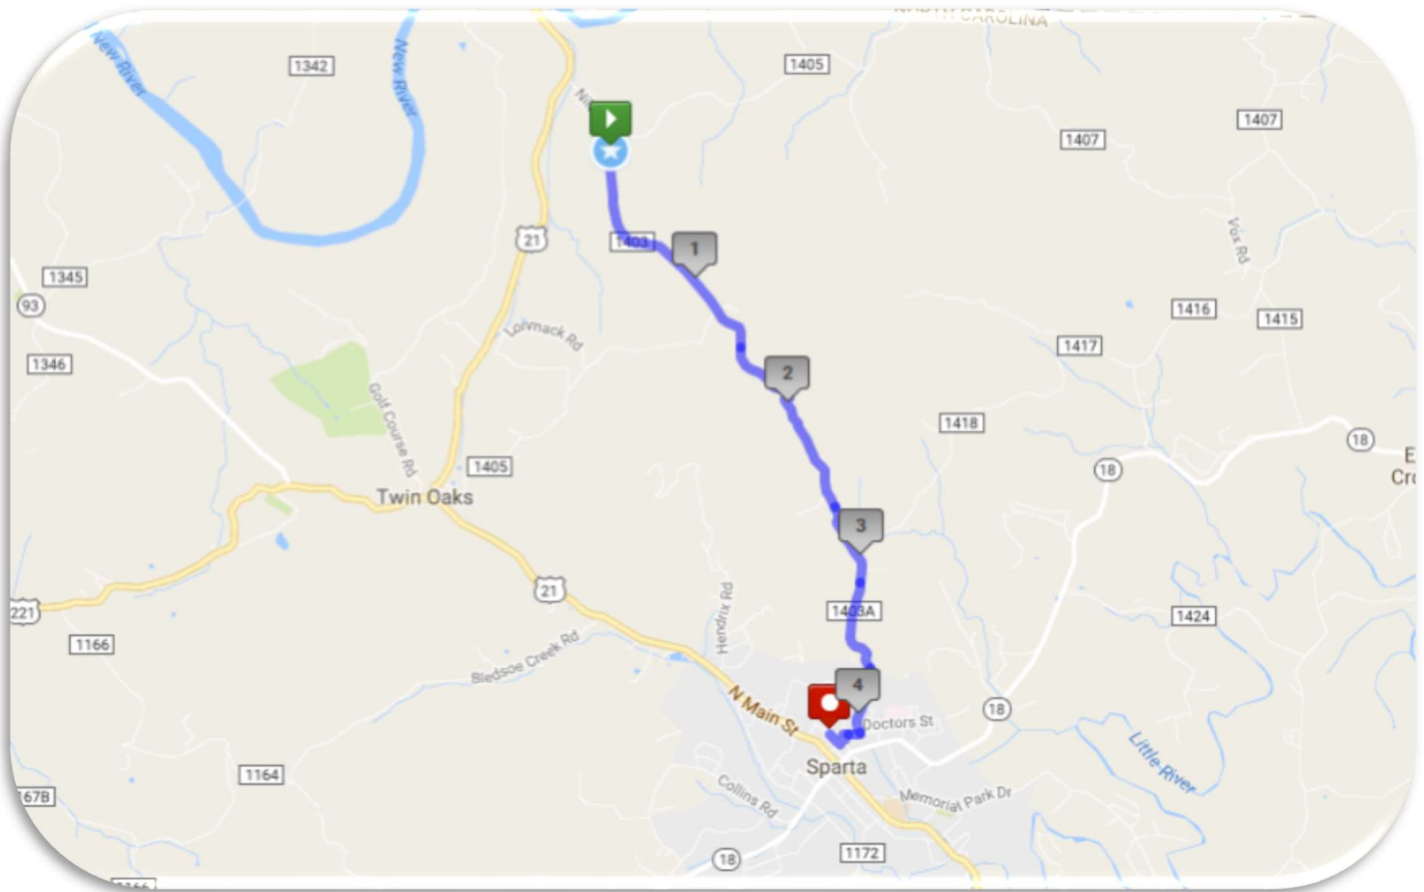 NORTH CAROLINA
New River
New River
1342
1405
1407
1407
1403
1
21
Vox Rd
1345
93
1416
1415
Lolvnack Rd
1417
1346
2
Golf Course Rd
1418
18
18
1405
Twin Oaks
3
21
221
Hendrix Rd
1403A
1424
1166
Bledsoe Creek Rd
4
N Main St
18
Doctors St
Little River
Sparta
1164
167B
Collins Rd
Memorial Park Dr
18
1172
1166